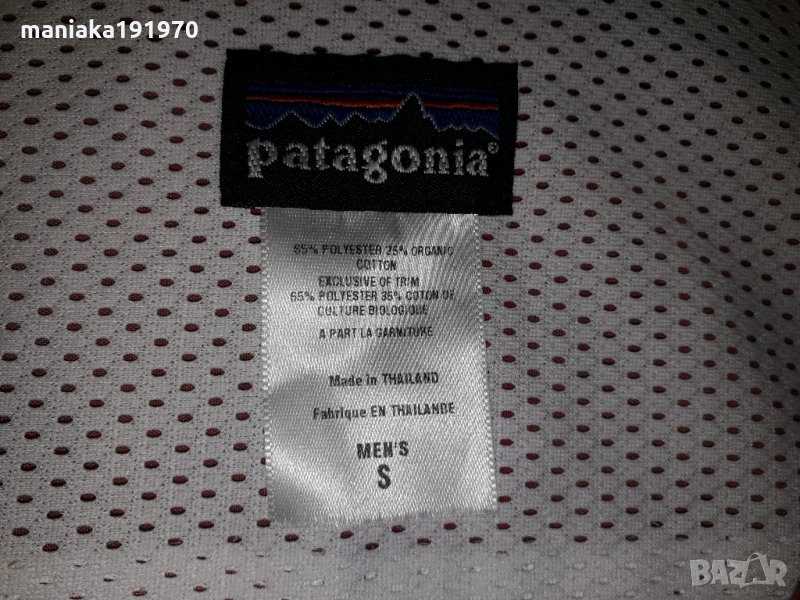 maniaka191970
patagonia®
65% POLYESTER 35% ORGANIC
COTTON
EXCLUSIVE OF TRIM
65% POLYESTER 35% COTON DE
CULTURE BIOLOGIQUE
A PART LA GARNITURE
Made in THAILAND
Fabrique EN THAILANDE
MEN'S
S
BAZAR